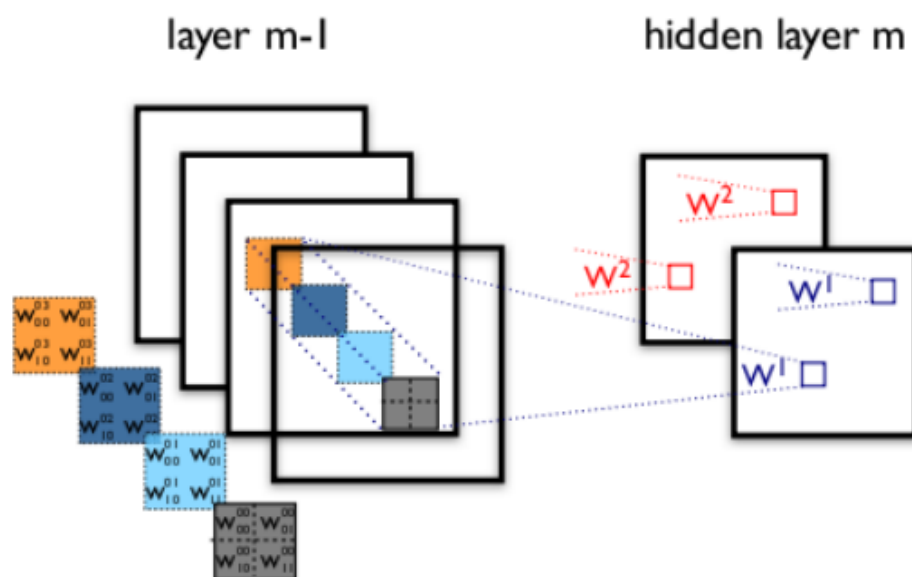 layer m-1
hidden layer m
W²
W²
W¹
W¹
W⁰³₀₀ W⁰³₀₁
W⁰³₁₀ W⁰³₁₁
W⁰²₀₀ W⁰²₀₁
W⁰²₁₀ W⁰²₁₁
W⁰¹₀₀ W⁰¹₀₁
W⁰¹₁₀ W⁰¹₁₁
W⁰⁰₀₀ W⁰⁰₀₁
W⁰⁰₁₀ W⁰⁰₁₁